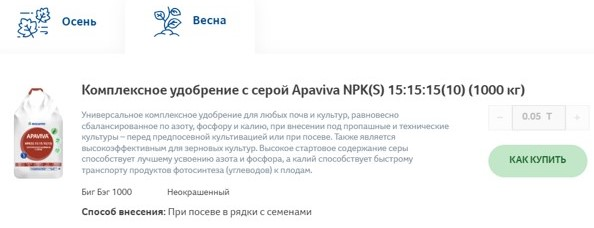 Осень
Весна
Комплексное удобрение с серой Apaviva NPK(S) 15:15:15(10) (1000 кг)
Универсальное комплексное удобрение для любых почв и культур, равновесно
сбалансированное по азоту, фосфору и калию, при внесении под пропашные и технические
культуры – перед предпосевной культивацией или при посеве. Также является
высокоэффективным для зерновых культур. Высокое стартовое содержание серы
способствует лучшему усвоению азота и фосфора, а калий способствует быстрому
транспорту продуктов фотосинтеза (углеводов) к плодам.
− 0.05 Т +
КАК КУПИТЬ
APAVIVA
Биг Бэг 1000 Неокрашенный
Способ внесения: При посеве в рядки с семенами